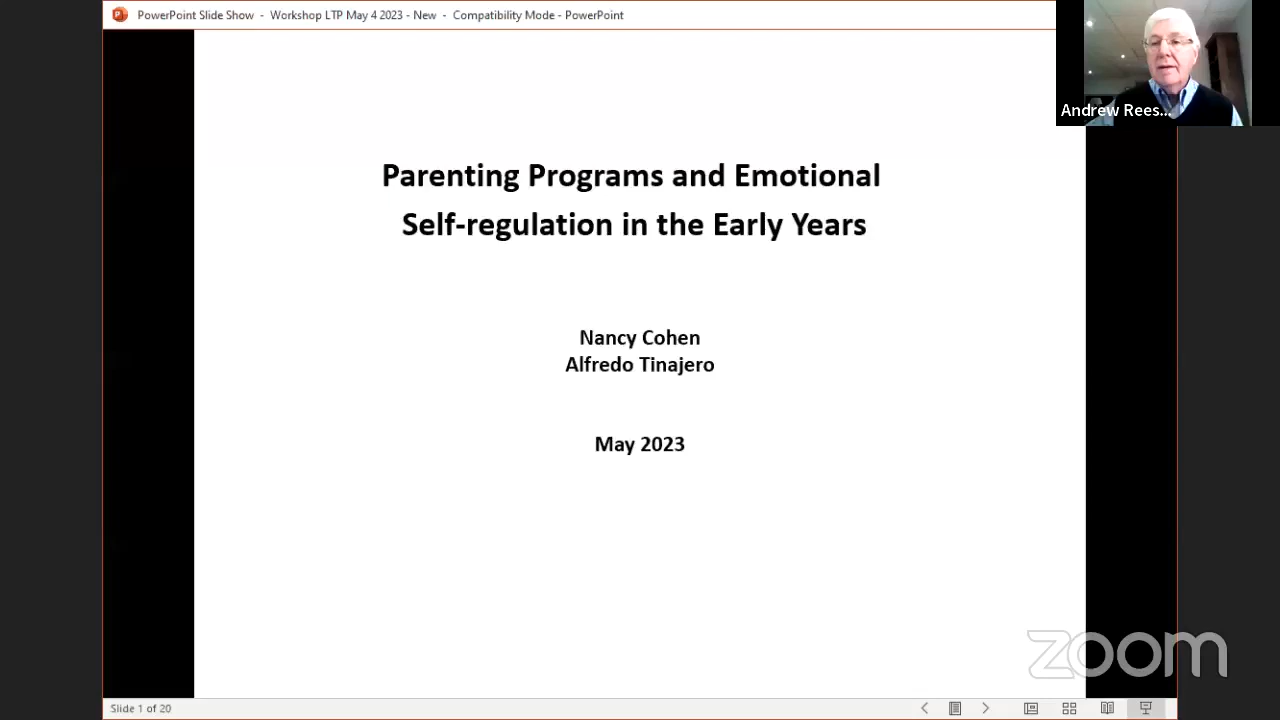 PowerPoint Slide Show - Workshop LTP May 4 2023 - New - Compatibility Mode - PowerPoint
Andrew Rees...
Parenting Programs and Emotional
Self-regulation in the Early Years
Nancy Cohen
Alfredo Tinajero
May 2023
zoom
Slide 1 of 20